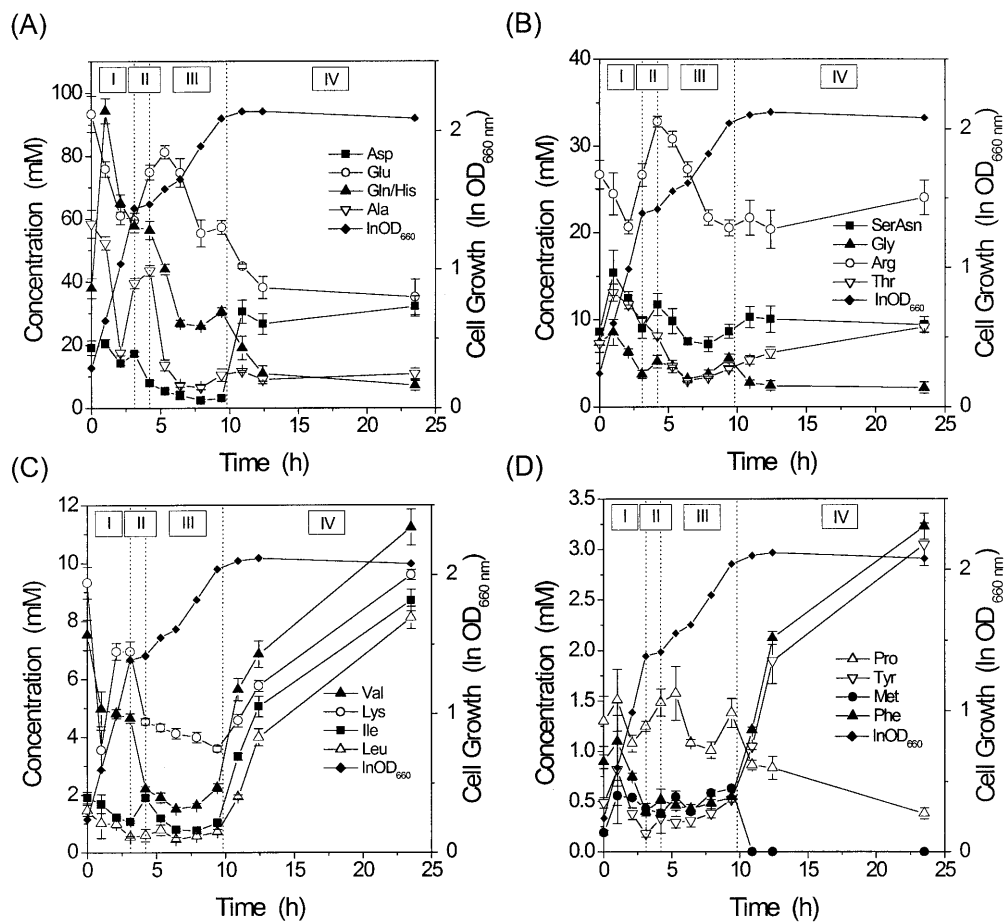 (A)
I II III IV
100
80
60
40
20
0
Concentration (mM)
2
1
0
Cell Growth (ln OD660 nm)
Asp
Glu
Gln/His
Ala
lnOD660
0 5 10 15 20 25
Time (h)
(B)
I II III IV
40
30
20
10
0
Concentration (mM)
2
1
0
Cell Growth (ln OD660 nm)
SerAsn
Gly
Arg
Thr
lnOD660
0 5 10 15 20 25
Time (h)
(C)
I II III IV
12
10
8
6
4
2
0
Concentration (mM)
2
1
0
Cell Growth (ln OD660 nm)
Val
Lys
Ile
Leu
lnOD660
0 5 10 15 20 25
Time (h)
(D)
I II III IV
3.5
3.0
2.5
2.0
1.5
1.0
0.5
0.0
Concentration (mM)
2
1
0
Cell Growth (ln OD660 nm)
Pro
Tyr
Met
Phe
lnOD660
0 5 10 15 20 25
Time (h)